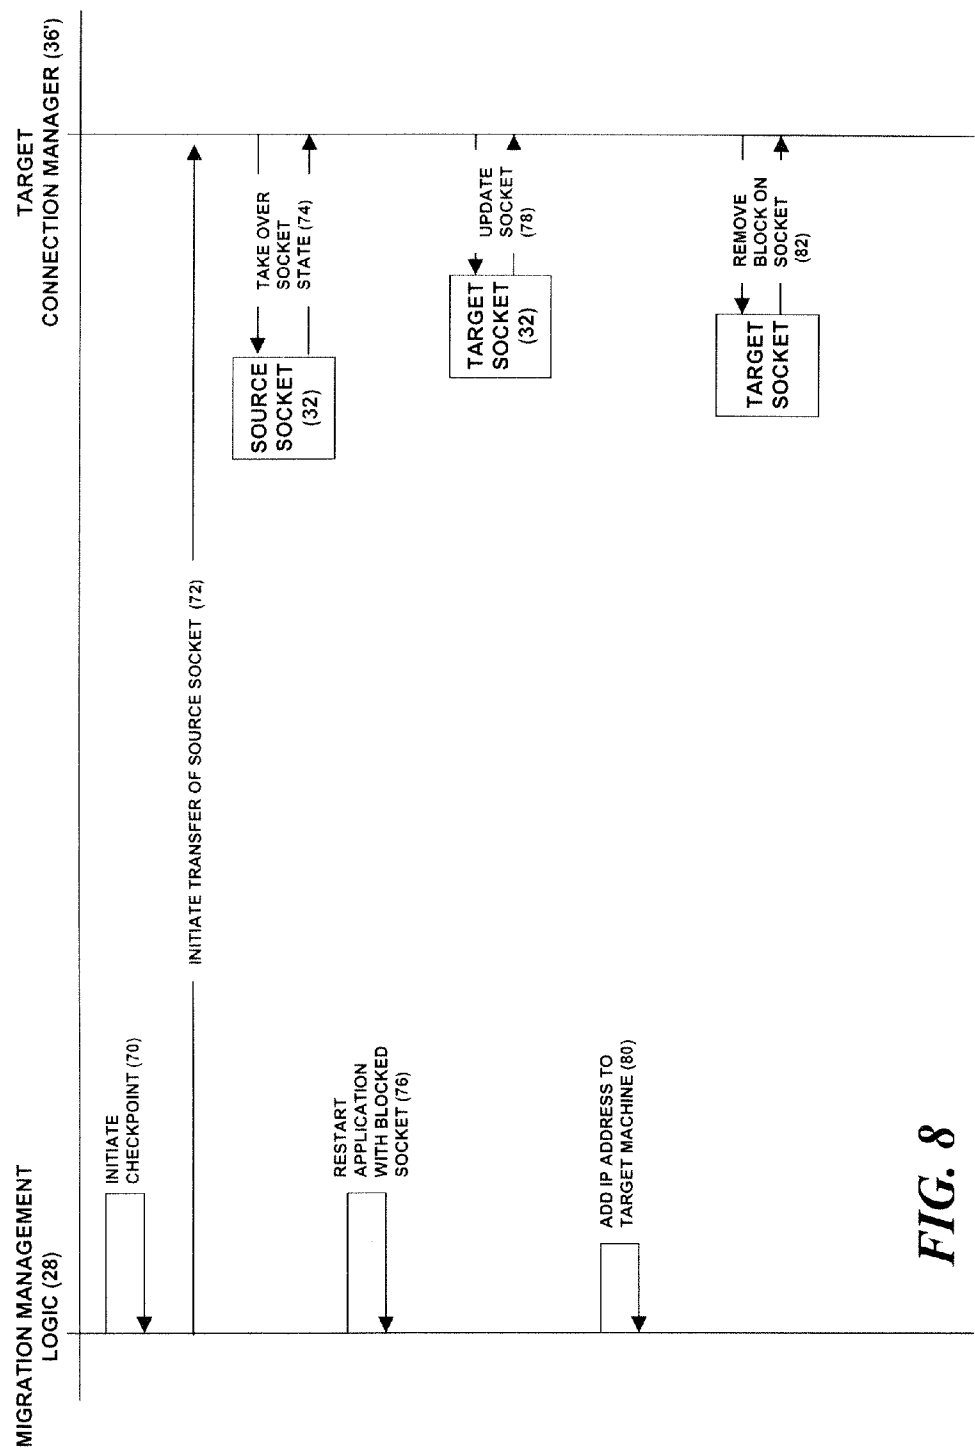 MIGRATION MANAGEMENT
LOGIC (28)
TARGET
CONNECTION MANAGER (36')
INITIATE
CHECKPOINT (70)
INITIATE TRANSFER OF SOURCE SOCKET (72)
SOURCE
SOCKET
(32)
TAKE OVER
SOCKET
STATE (74)
RESTART
APPLICATION
WITH BLOCKED
SOCKET (76)
TARGET
SOCKET
(32)
UPDATE
SOCKET
(78)
ADD IP ADDRESS TO
TARGET MACHINE (80)
TARGET
SOCKET
REMOVE
BLOCK ON
SOCKET
(82)
FIG. 8